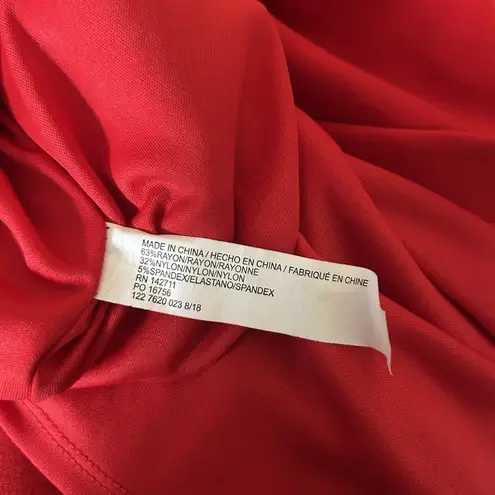 MADE IN CHINA / HECHO EN CHINA / FABRIQUÉ EN CHINE
63%RAYON/RAYON/RAYONNE
32%NYLON/NYLON/NYLON
5%SPANDEX/ELASTANO/SPANDEX
RN 142711
PO 16756
122 7620 023 8/18